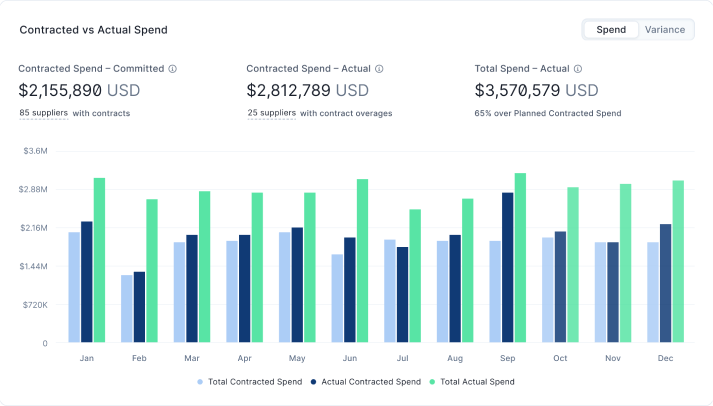 Contracted vs Actual Spend
Spend Variance
Contracted Spend – Committed
$2,155,890 USD
85 suppliers with contracts
Contracted Spend – Actual
$2,812,789 USD
25 suppliers with contract overages
Total Spend – Actual
$3,570,579 USD
65% over Planned Contracted Spend
$3.6M
$2.88M
$2.16M
$1.44M
$720K
0
Jan Feb Mar Apr May Jun Jul Aug Sep Oct Nov Dec
Total Contracted Spend Actual Contracted Spend Total Actual Spend